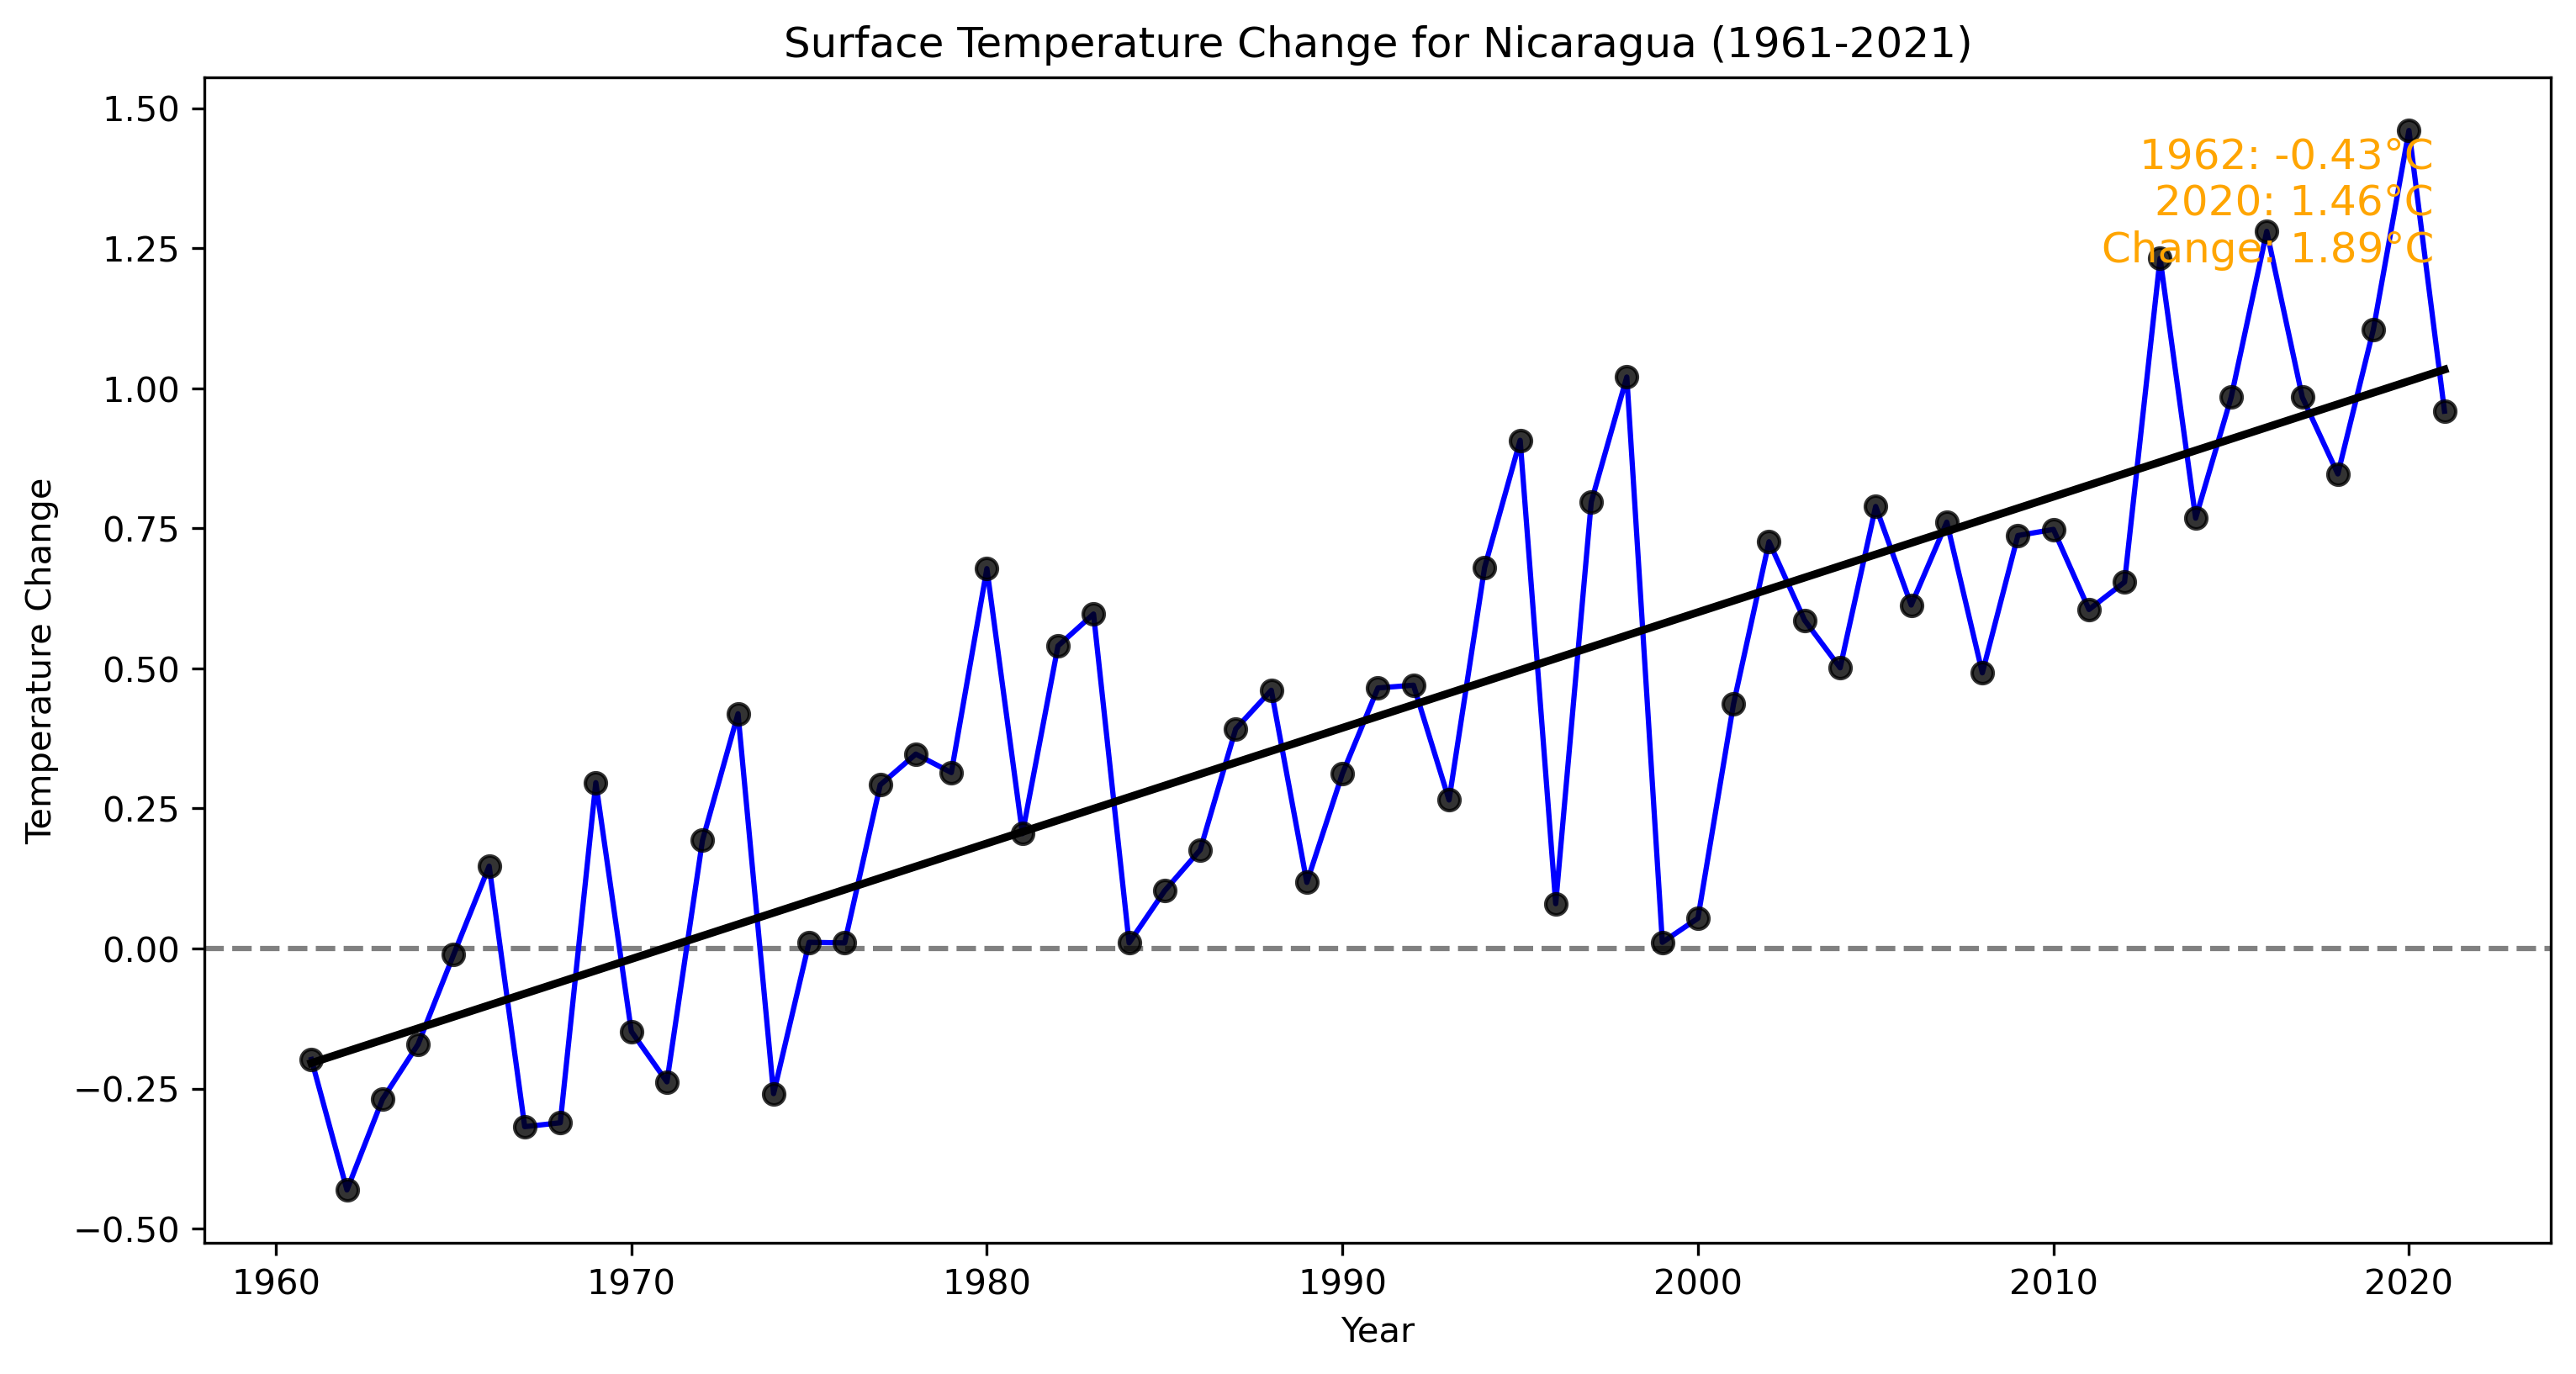 Surface Temperature Change for Nicaragua (1961-2021)
1.50
1.25
1.00
0.75
0.50
0.25
0.00
−0.25
−0.50
Temperature Change
1962: -0.43°C
2020: 1.46°C
Change: 1.89°C
1960 1970 1980 1990 2000 2010 2020
Year